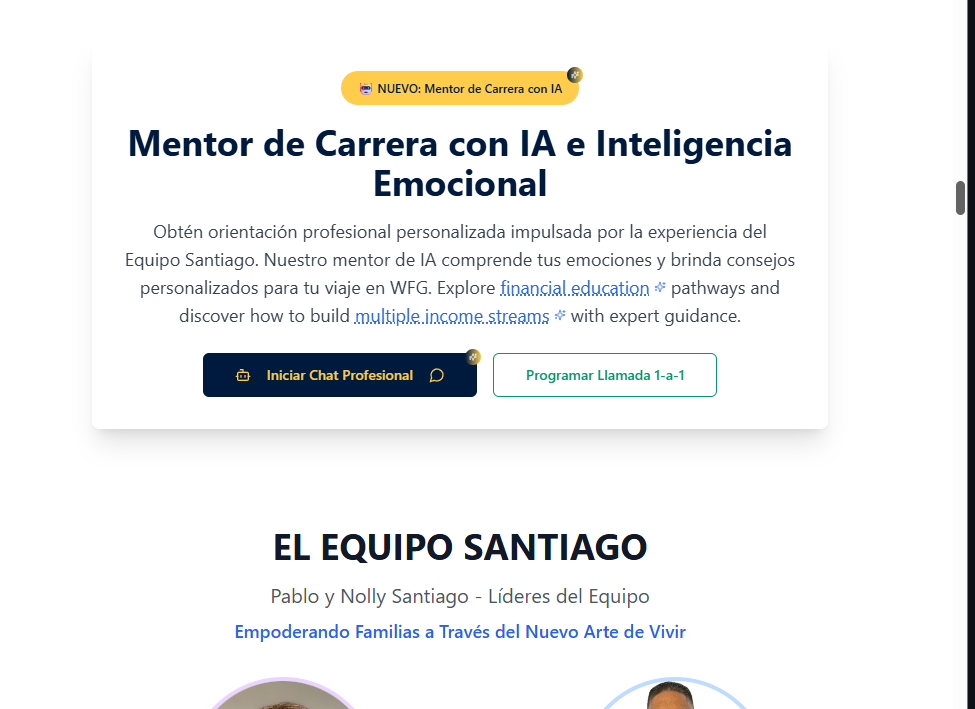 NUEVO: Mentor de Carrera con IA
Mentor de Carrera con IA e Inteligencia
Emocional
Obtén orientación profesional personalizada impulsada por la experiencia del
Equipo Santiago. Nuestro mentor de IA comprende tus emociones y brinda consejos
personalizados para tu viaje en WFG. Explore financial education pathways and
discover how to build multiple income streams with expert guidance.
Iniciar Chat Profesional
Programar Llamada 1-a-1
EL EQUIPO SANTIAGO
Pablo y Nolly Santiago - Líderes del Equipo
Empoderando Familias a Través del Nuevo Arte de Vivir